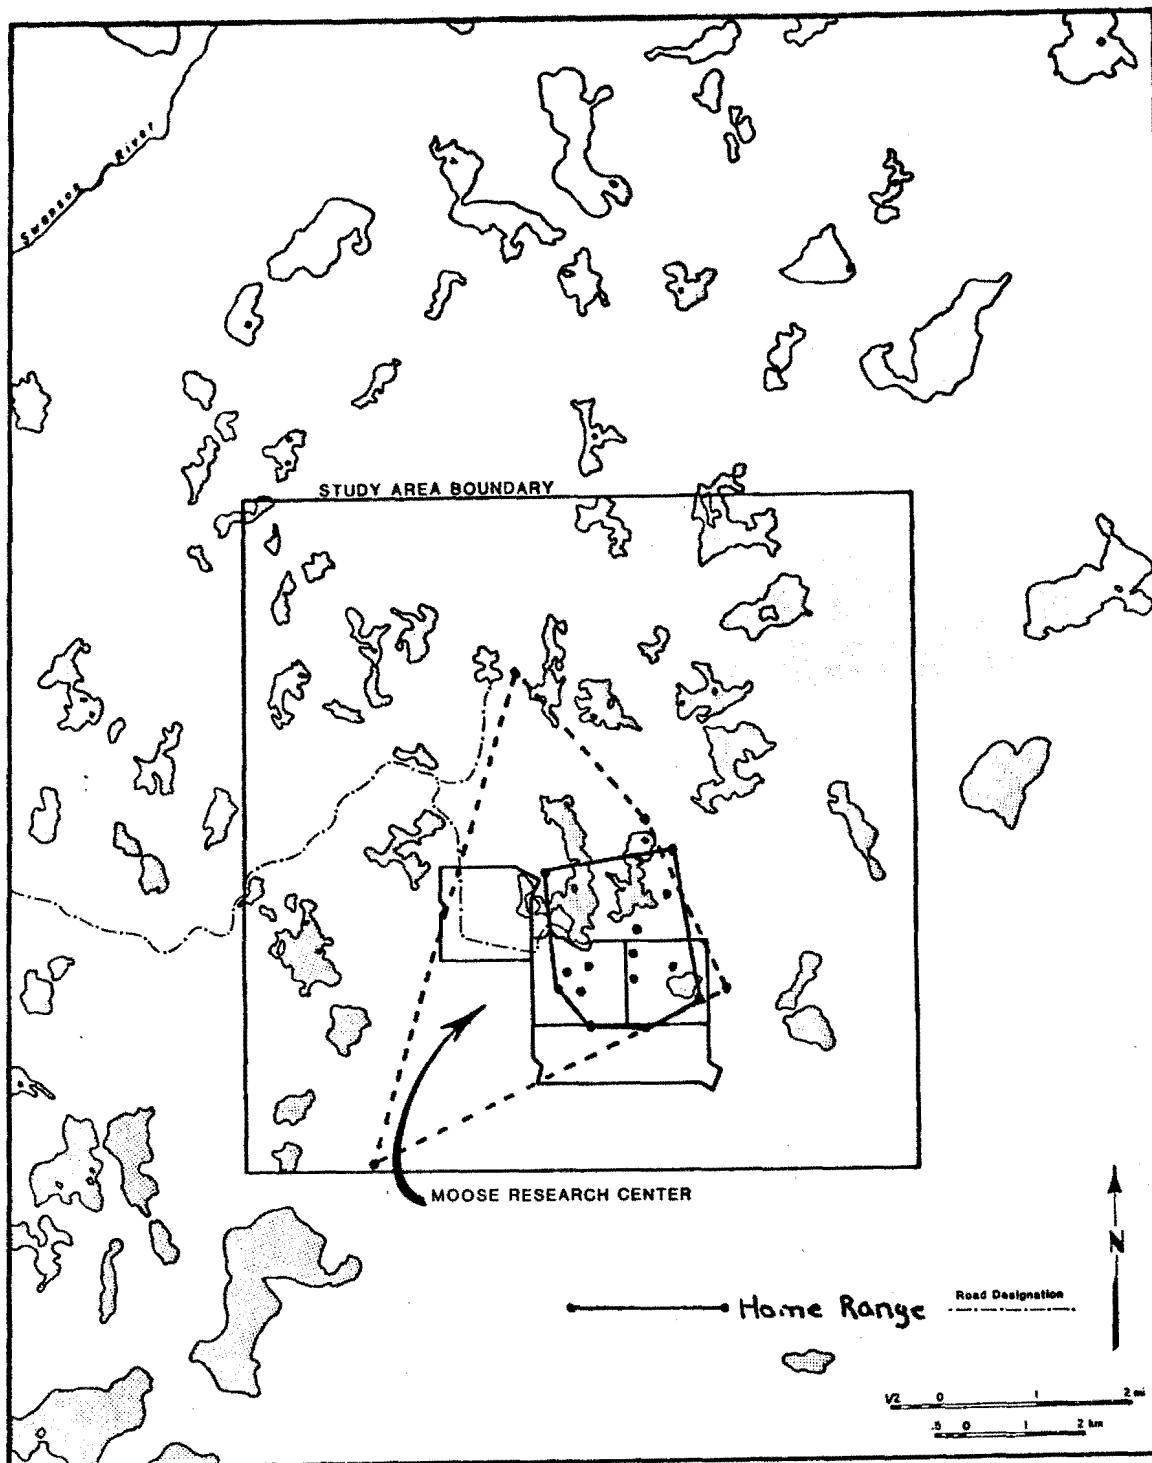 Swanson River
STUDY AREA BOUNDARY
MOOSE RESEARCH CENTER
N
Home Range
Road Designation
1/2 0 1 2 mi
.5 0 1 2 km